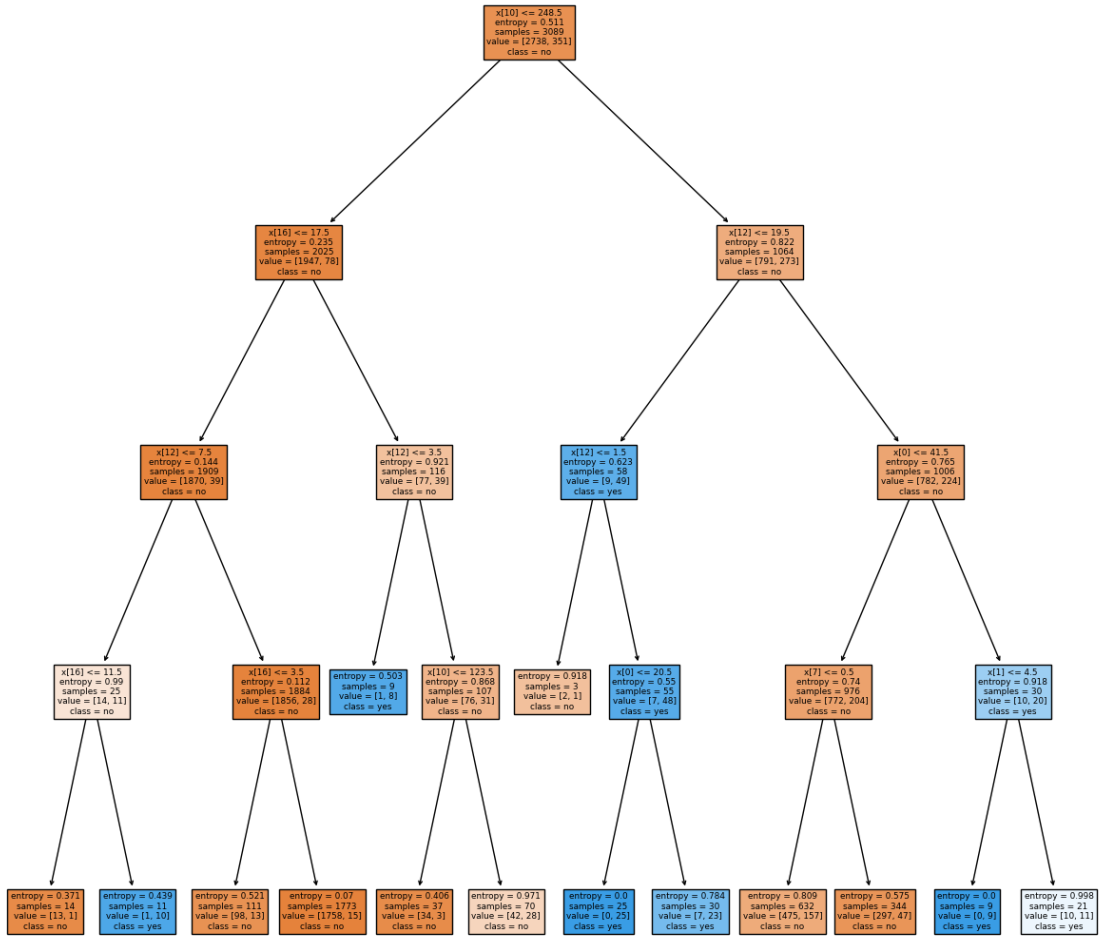 x[10] <= 248.5
entropy = 0.511
samples = 3089
value = [2738, 351]
class = no
x[16] <= 17.5
entropy = 0.235
samples = 2025
value = [1947, 78]
class = no
x[12] <= 19.5
entropy = 0.822
samples = 1064
value = [791, 273]
class = no
x[12] <= 7.5
entropy = 0.144
samples = 1909
value = [1870, 39]
class = no
x[12] <= 3.5
entropy = 0.921
samples = 116
value = [77, 39]
class = no
x[12] <= 1.5
entropy = 0.623
samples = 58
value = [9, 49]
class = yes
x[0] <= 41.5
entropy = 0.765
samples = 1006
value = [782, 224]
class = no
x[16] <= 11.5
entropy = 0.99
samples = 25
value = [14, 11]
class = no
x[16] <= 3.5
entropy = 0.112
samples = 1884
value = [1856, 28]
class = no
entropy = 0.503
samples = 9
value = [1, 8]
class = yes
x[10] <= 123.5
entropy = 0.868
samples = 107
value = [76, 31]
class = no
entropy = 0.918
samples = 3
value = [2, 1]
class = no
x[0] <= 20.5
entropy = 0.55
samples = 55
value = [7, 48]
class = yes
x[7] <= 0.5
entropy = 0.74
samples = 976
value = [772, 204]
class = no
x[1] <= 4.5
entropy = 0.918
samples = 30
value = [10, 20]
class = yes
entropy = 0.371
samples = 14
value = [13, 1]
class = no
entropy = 0.439
samples = 11
value = [1, 10]
class = yes
entropy = 0.521
samples = 111
value = [98, 13]
class = no
entropy = 0.07
samples = 1773
value = [1758, 15]
class = no
entropy = 0.406
samples = 37
value = [34, 3]
class = no
entropy = 0.971
samples = 70
value = [42, 28]
class = no
entropy = 0.0
samples = 25
value = [0, 25]
class = yes
entropy = 0.784
samples = 30
value = [7, 23]
class = yes
entropy = 0.809
samples = 632
value = [475, 157]
class = no
entropy = 0.575
samples = 344
value = [297, 47]
class = no
entropy = 0.0
samples = 9
value = [0, 9]
class = yes
entropy = 0.998
samples = 21
value = [10, 11]
class = yes